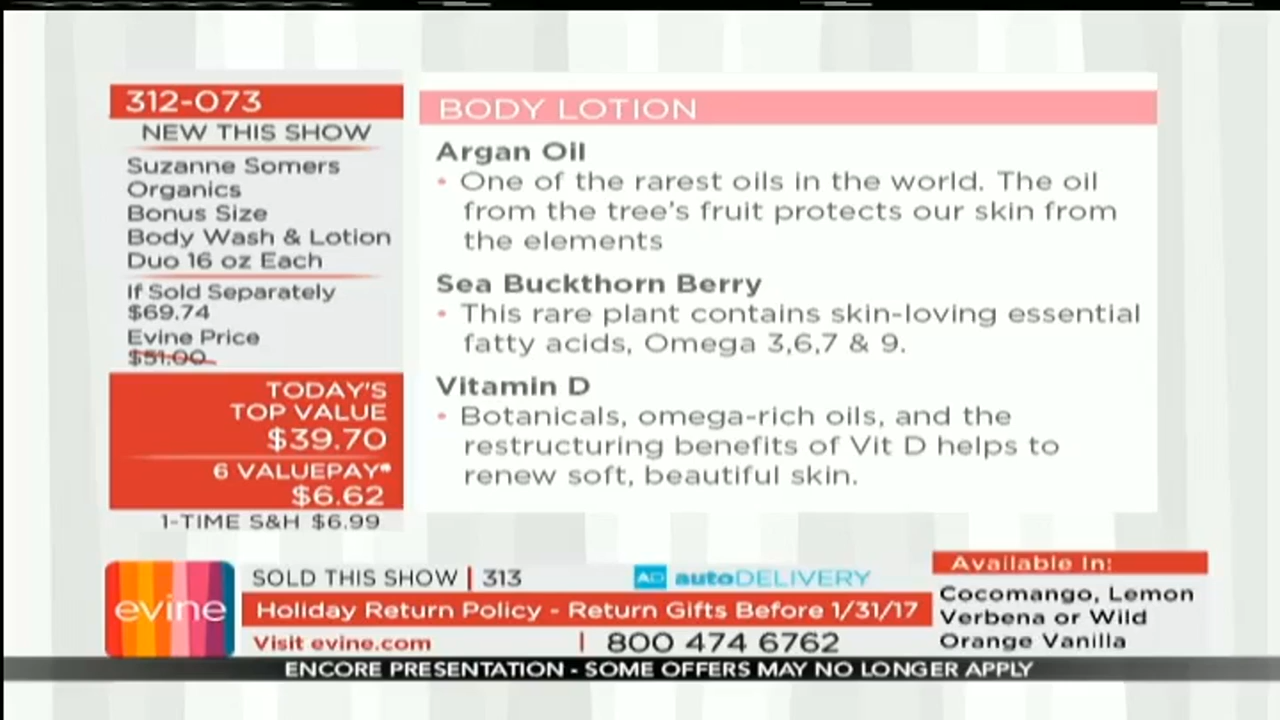 312-073
NEW THIS SHOW
Suzanne Somers
Organics
Bonus Size
Body Wash & Lotion
Duo 16 oz Each
If Sold Separately
$69.74
Evine Price
$51.00
TODAY'S
TOP VALUE
$39.70
6 VALUEPAY®
$6.62
1-TIME S&H $6.99
BODY LOTION
Argan Oil
• One of the rarest oils in the world. The oil
from the tree's fruit protects our skin from
the elements
Sea Buckthorn Berry
• This rare plant contains skin-loving essential
fatty acids, Omega 3,6,7 & 9.
Vitamin D
• Botanicals, omega-rich oils, and the
restructuring benefits of Vit D helps to
renew soft, beautiful skin.
evine
SOLD THIS SHOW | 313
AD autoDELIVERY
Holiday Return Policy - Return Gifts Before 1/31/17
Visit evine.com | 800 474 6762
Available In:
Cocomango, Lemon
Verbena or Wild
Orange Vanilla
ENCORE PRESENTATION - SOME OFFERS MAY NO LONGER APPLY